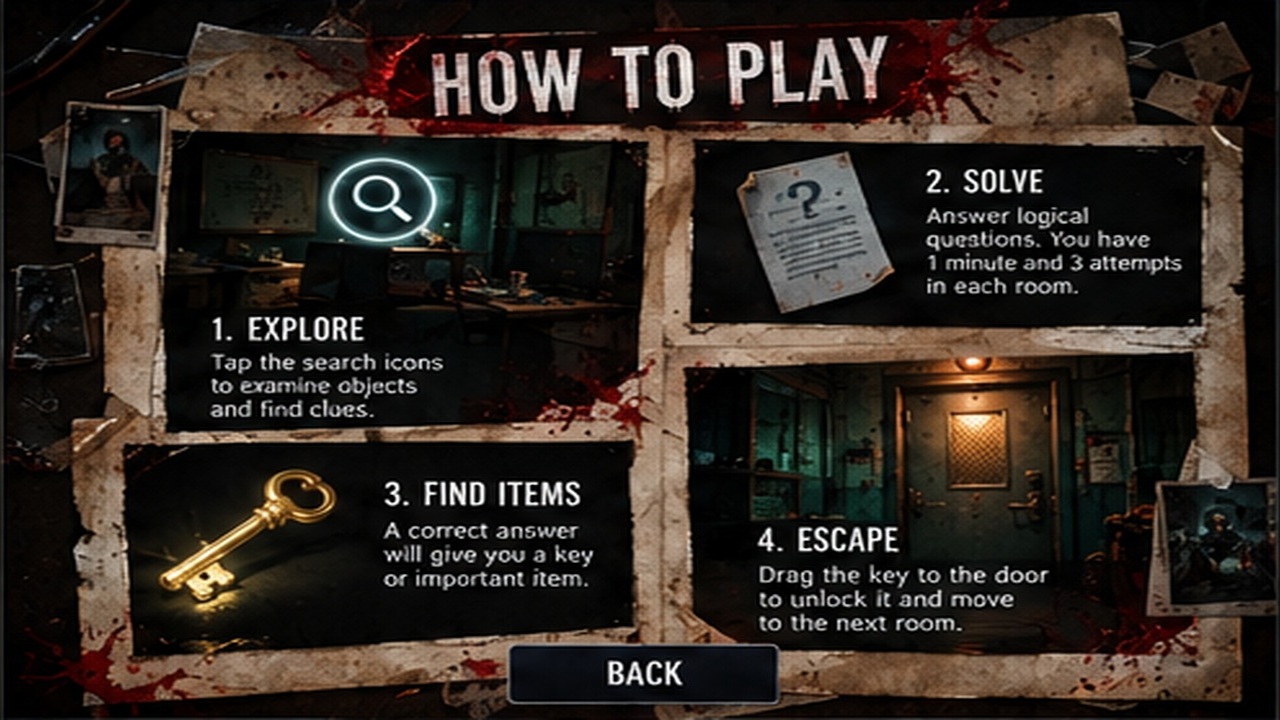 HOW TO PLAY
1. EXPLORE
Tap the search icons
to examine objects
and find clues.
2. SOLVE
Answer logical
questions. You have
1 minute and 3 attempts
in each room.
3. FIND ITEMS
A correct answer
will give you a key
or important item.
4. ESCAPE
Drag the key to the door
to unlock it and move
to the next room.
?
BACK